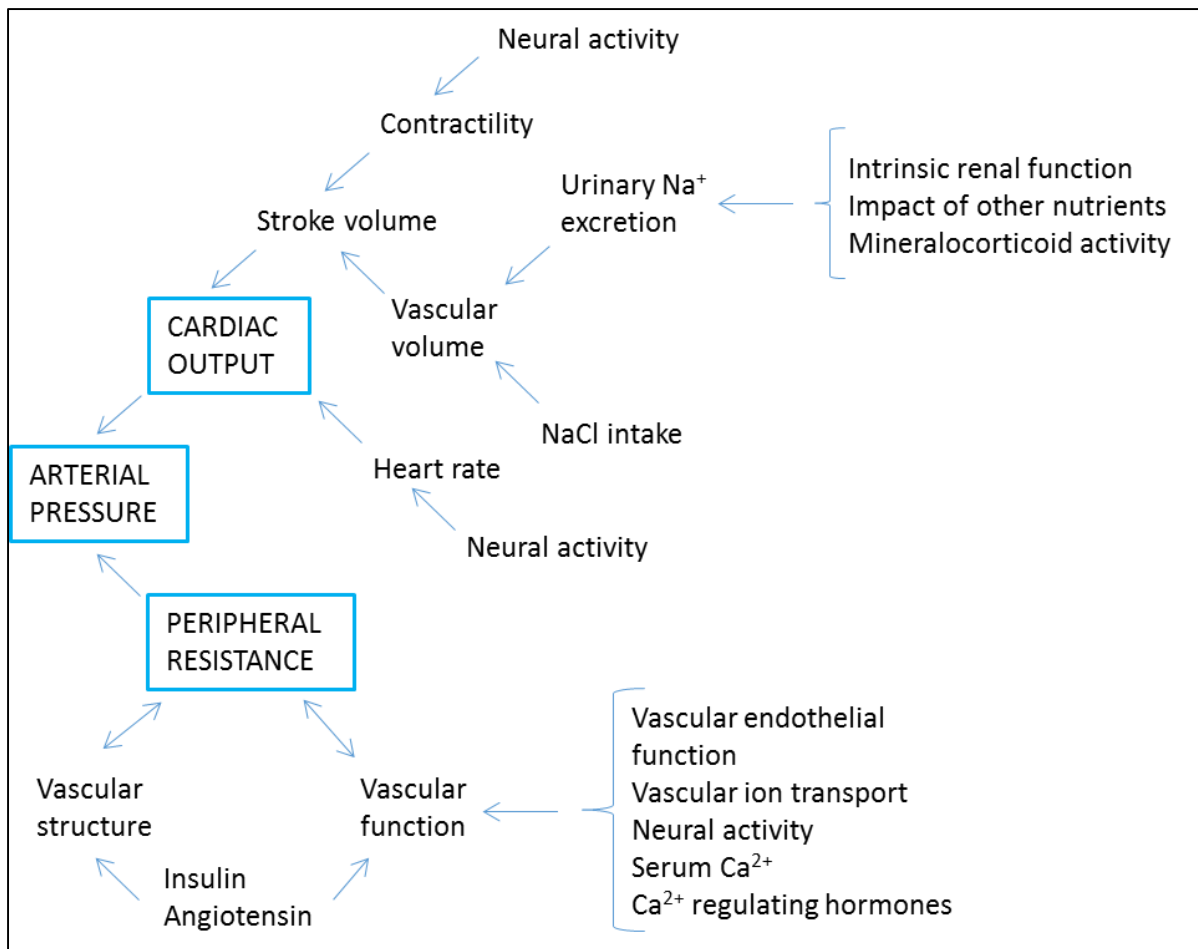 Neural activity
Contractility
Urinary Na⁺
excretion
Intrinsic renal function
Impact of other nutrients
Mineralocorticoid activity
Stroke volume
Vascular
volume
CARDIAC
OUTPUT
NaCl intake
Heart rate
ARTERIAL
PRESSURE
Neural activity
PERIPHERAL
RESISTANCE
Vascular endothelial
function
Vascular ion transport
Neural activity
Serum Ca²⁺
Ca²⁺ regulating hormones
Vascular
structure
Vascular
function
Insulin
Angiotensin